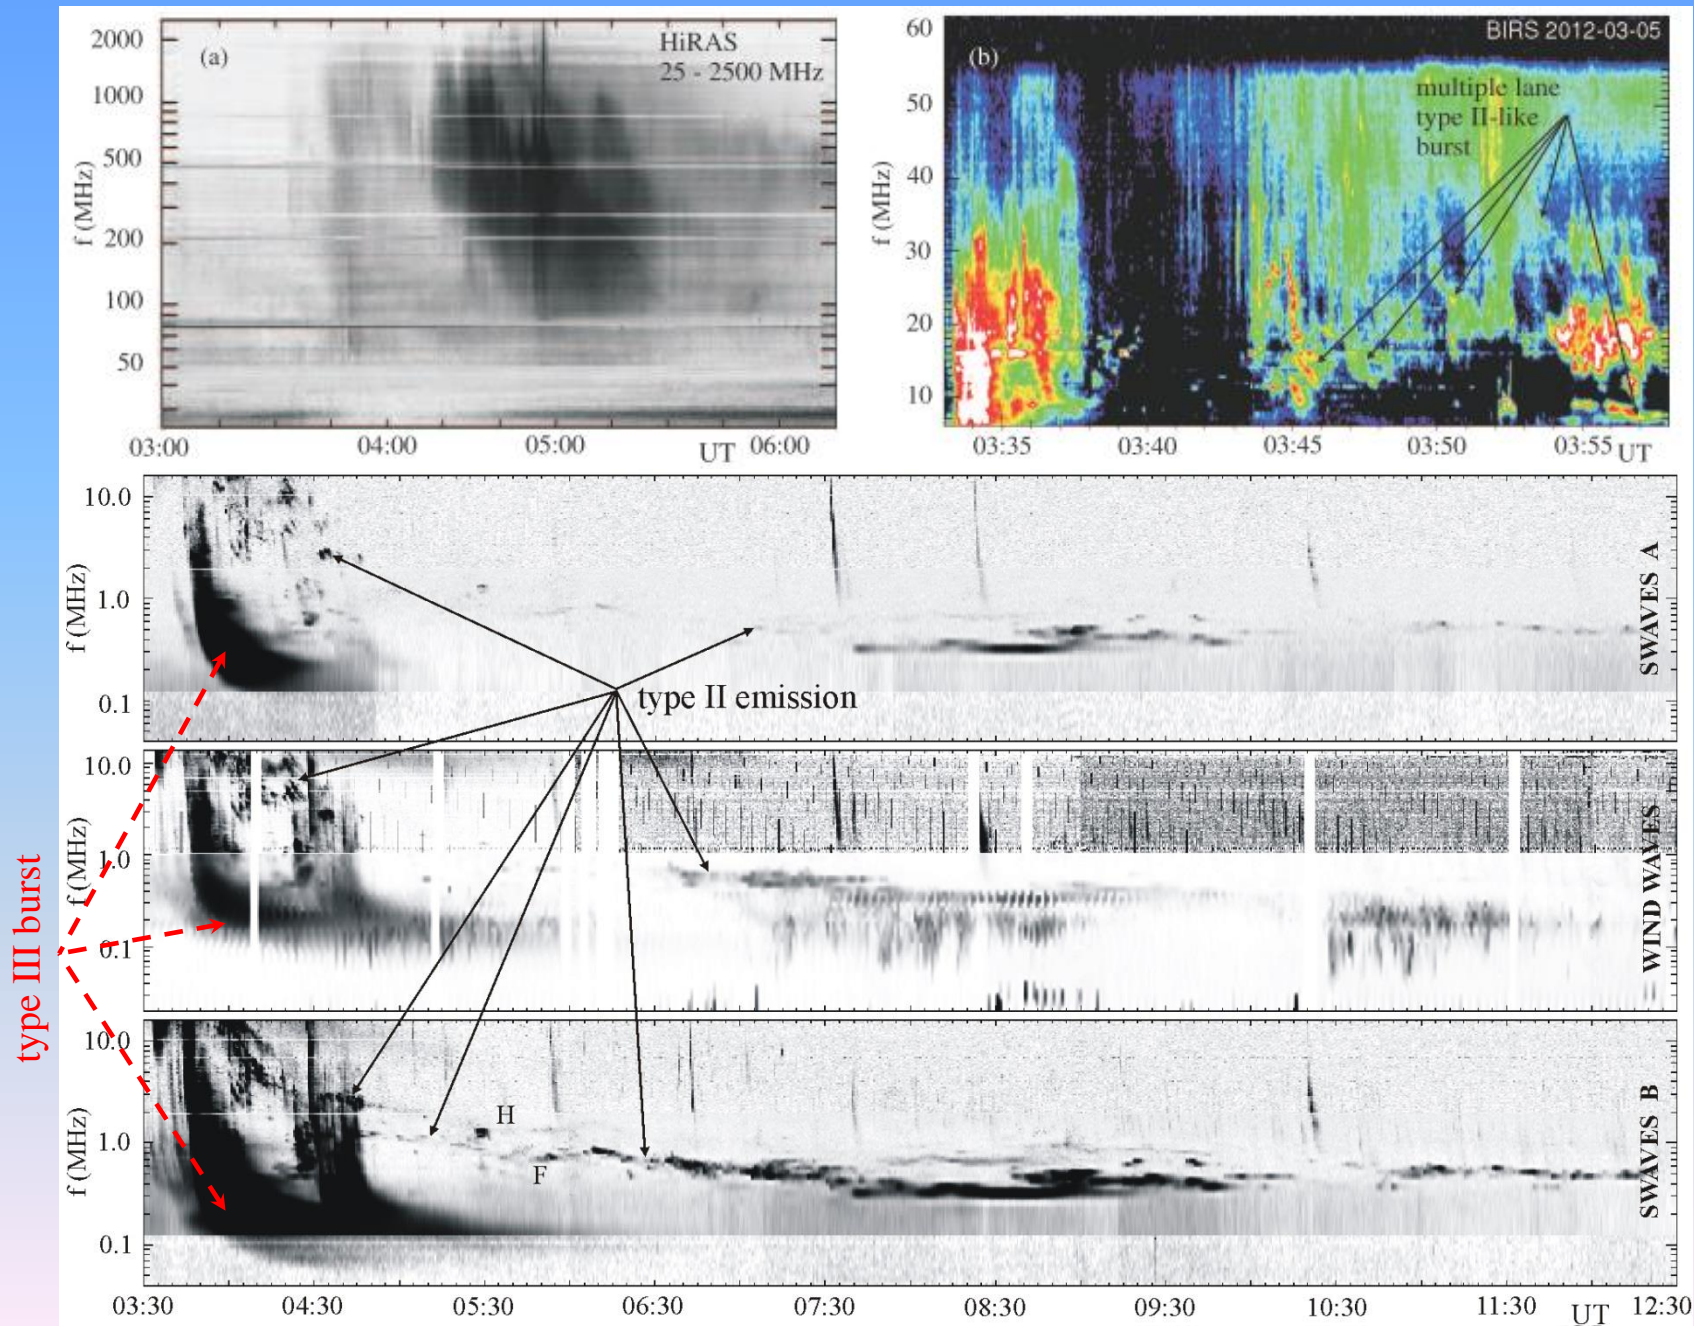 (a)
HiRAS
25 - 2500 MHz
2000
1000
500
200
100
50
f (MHz)
03:00
04:00
05:00
UT
06:00
(b)
BIRS 2012-03-05
multiple lane
type II-like
burst
60
50
40
30
20
10
f (MHz)
03:35
03:40
03:45
03:50
03:55
UT
10.0
1.0
0.1
f (MHz)
SWAVES A
type II emission
10.0
1.0
0.1
f (MHz)
WIND WAVES
type III burst
10.0
1.0
0.1
f (MHz)
H
F
SWAVES B
03:30
04:30
05:30
06:30
07:30
08:30
09:30
10:30
11:30
UT
12:30